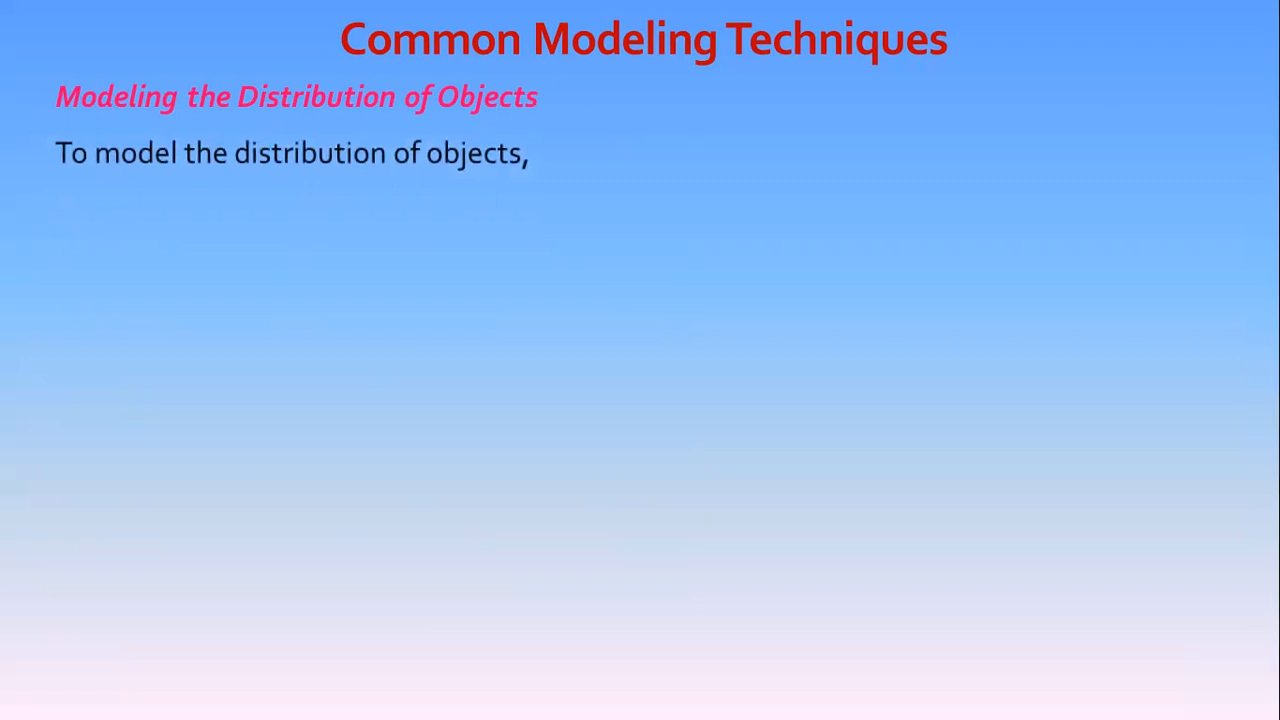 Common Modeling Techniques
Modeling the Distribution of Objects
To model the distribution of objects,